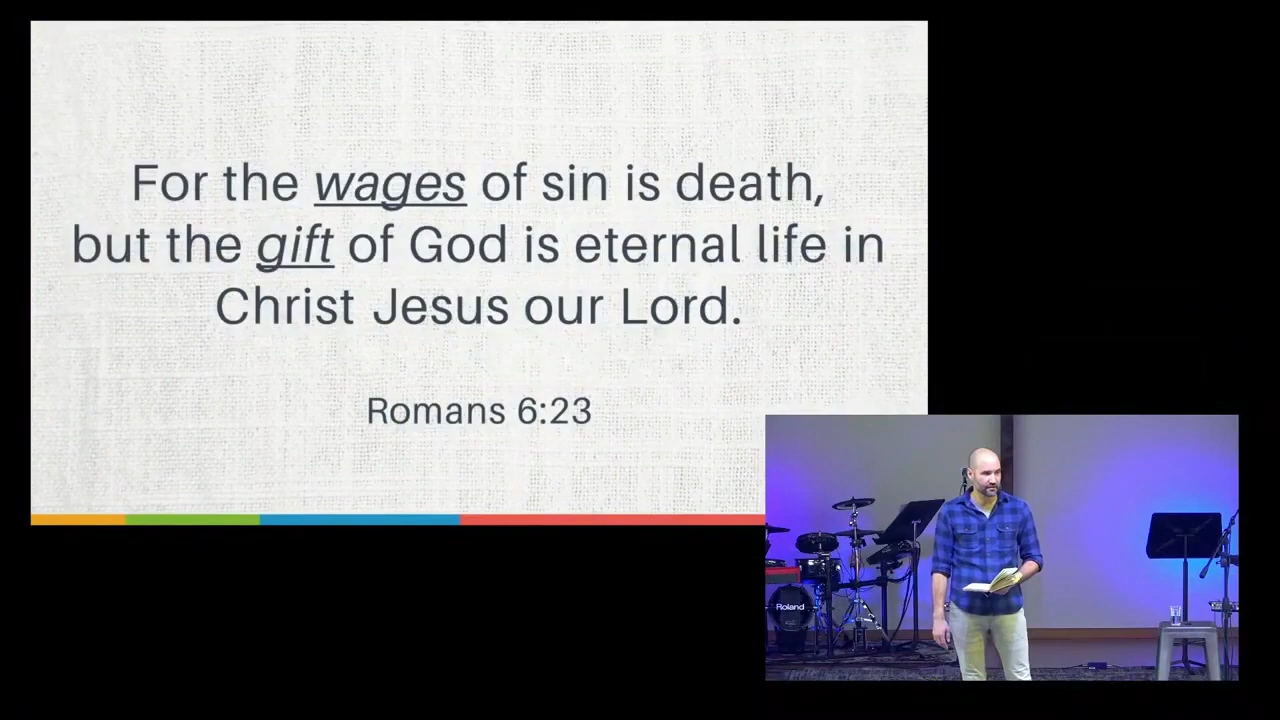 For the wages of sin is death,
but the gift of God is eternal life in
Christ Jesus our Lord.
Romans 6:23
Roland